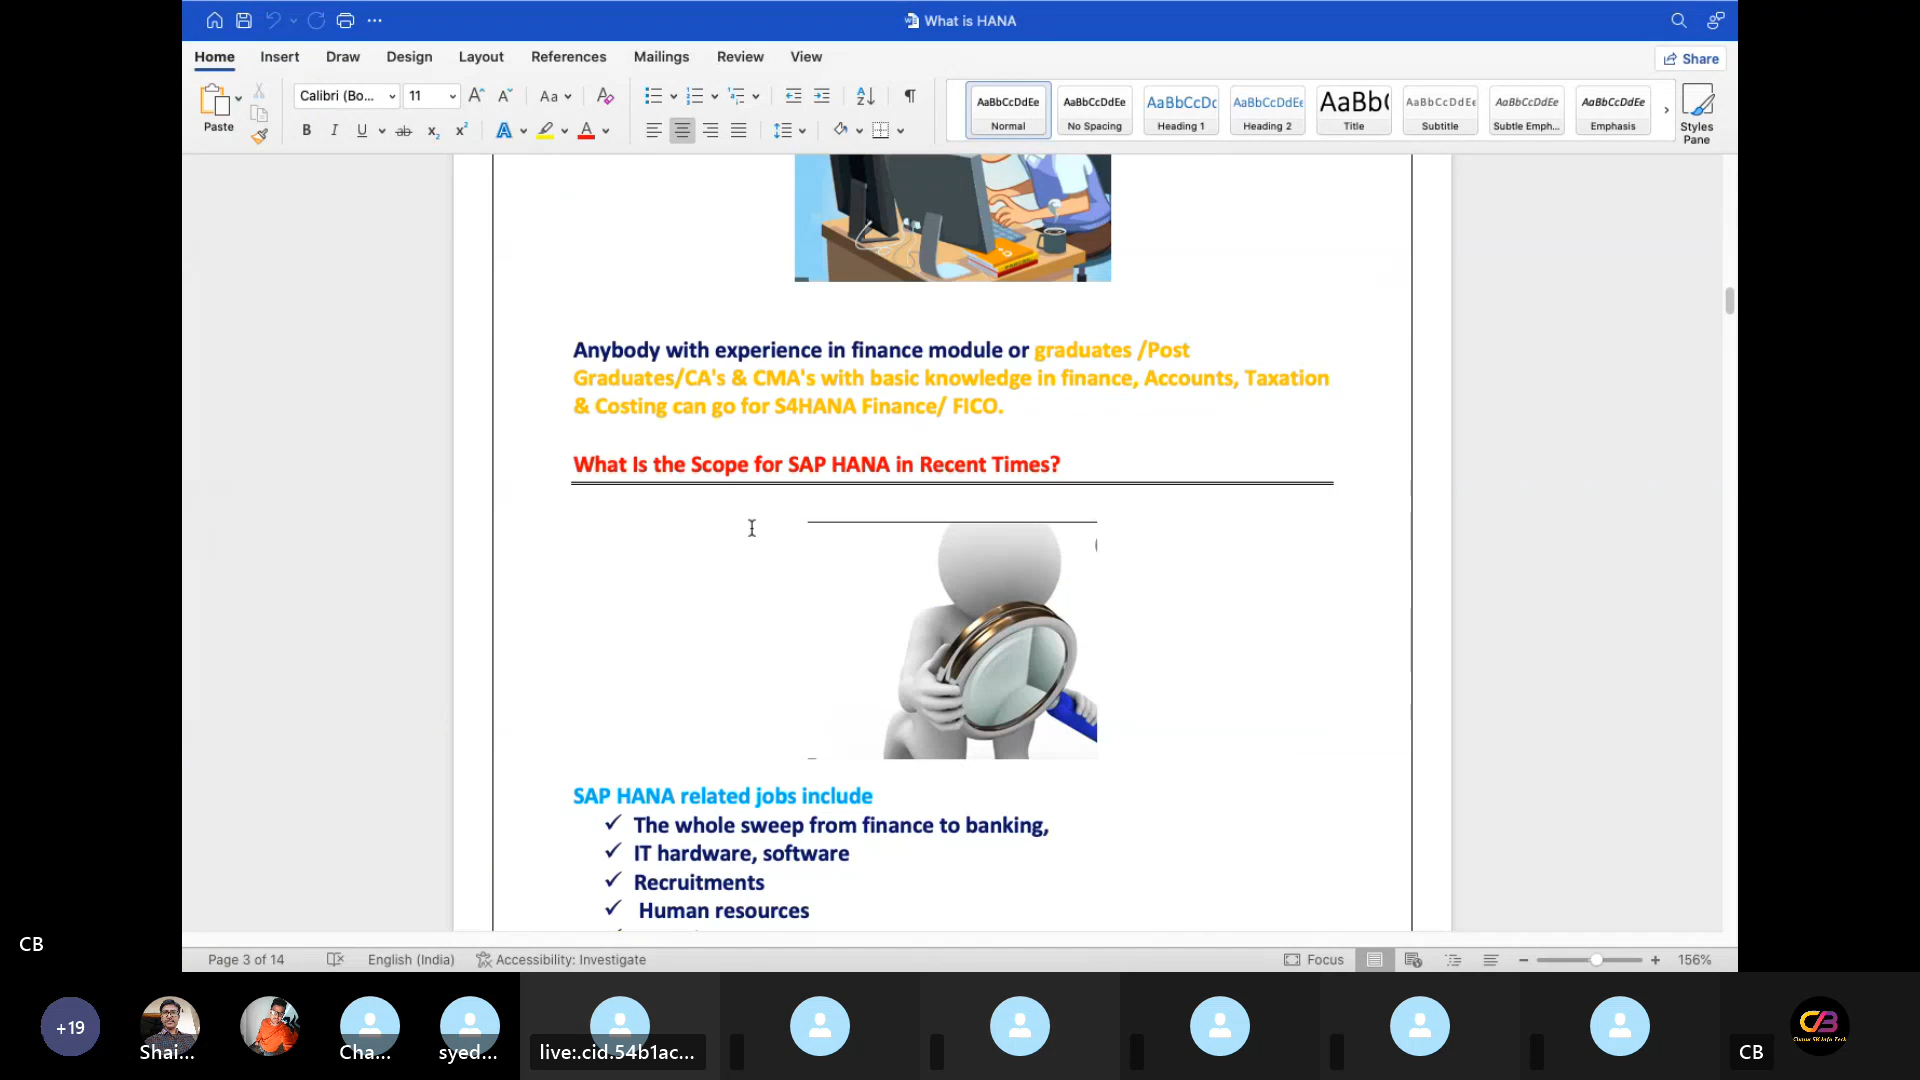 What is HANA
Home Insert Draw Design Layout References Mailings Review View Share
Paste
Calibri (Bo... 11
AaBbCcDdEe AaBbCcDdEe AaBbCcDc AaBbCcDdEe AaBb( AaBbCcDdEe AaBbCcDdEe AaBbCcDdEe
Normal No Spacing Heading 1 Heading 2 Title Subtitle Subtle Emph... Emphasis
Styles
Pane
Anybody with experience in finance module or graduates /Post
Graduates/CA's & CMA's with basic knowledge in finance, Accounts, Taxation
& Costing can go for S4HANA Finance/ FICO.
What Is the Scope for SAP HANA in Recent Times?
SAP HANA related jobs include
✓ The whole sweep from finance to banking,
✓ IT hardware, software
✓ Recruitments
✓ Human resources
CB
Page 3 of 14 English (India) Accessibility: Investigate Focus 156%
+19
Shai...
Cha...
syed...
live:.cid.54b1ac...
CB